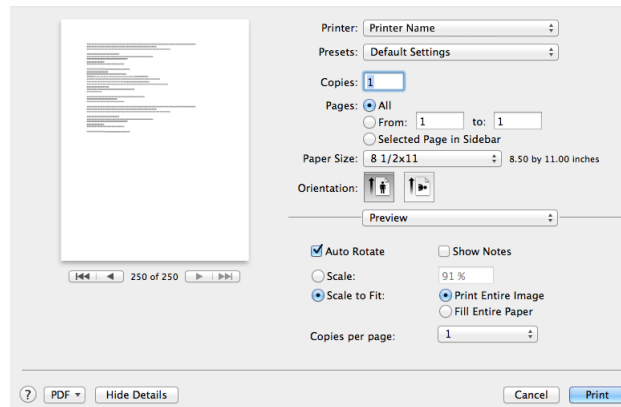 Printer: Printer Name
Presets: Default Settings
Copies: 1
Pages: All
From: 1 to: 1
Selected Page in Sidebar
Paper Size: 8 1/2x11 8.50 by 11.00 inches
Orientation:
Preview
Auto Rotate Show Notes
250 of 250
Scale: 91 %
Scale to Fit: Print Entire Image
Fill Entire Paper
Copies per page: 1
? PDF Hide Details Cancel Print